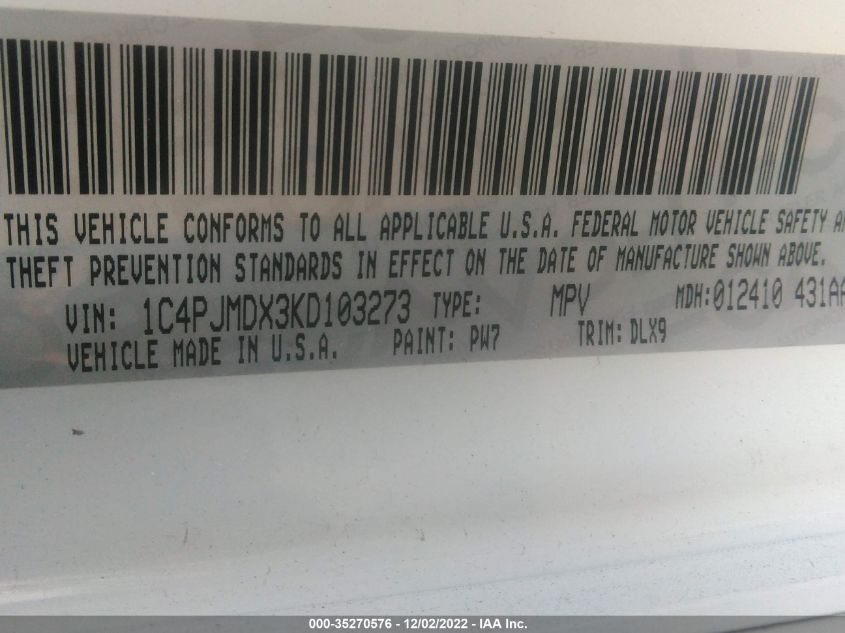 THIS VEHICLE CONFORMS TO ALL APPLICABLE U.S.A. FEDERAL MOTOR VEHICLE SAFETY
THEFT PREVENTION STANDARDS IN EFFECT ON THE DATE OF MANUFACTURE SHOWN ABOVE.
VIN: 1C4PJMDX3KD103273 TYPE: MPV MDH:012410 431AA
VEHICLE MADE IN U.S.A. PAINT: PW7 TRIM: DLX9
000-35270576 - 12/02/2022 - IAA Inc.